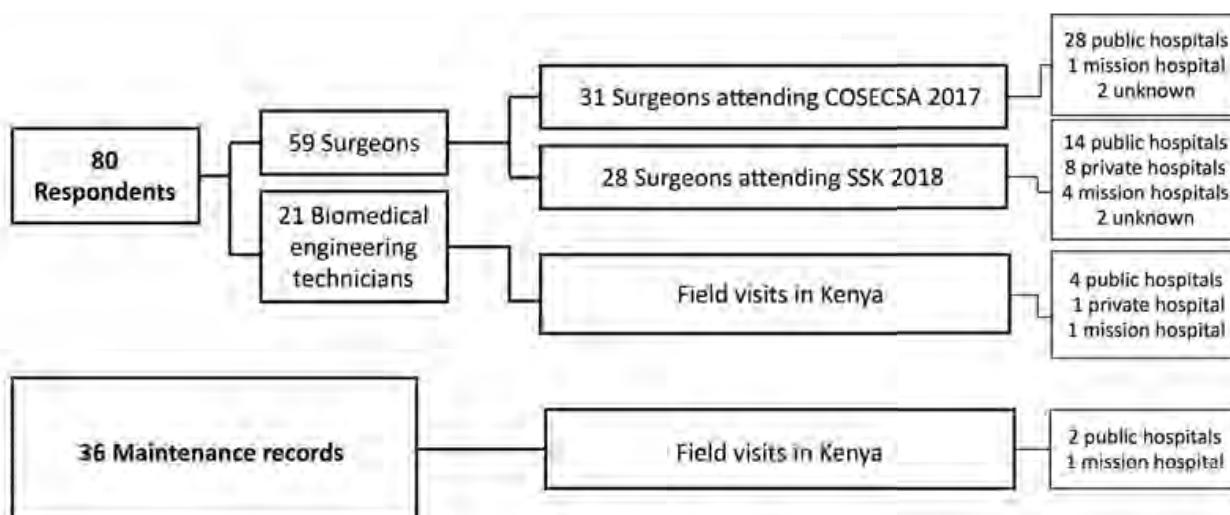 80
Respondents
59 Surgeons
21 Biomedical
engineering
technicians
31 Surgeons attending COSECSA 2017
28 Surgeons attending SSK 2018
Field visits in Kenya
28 public hospitals
1 mission hospital
2 unknown
14 public hospitals
8 private hospitals
4 mission hospitals
2 unknown
4 public hospitals
1 private hospital
1 mission hospital
36 Maintenance records
Field visits in Kenya
2 public hospitals
1 mission hospital